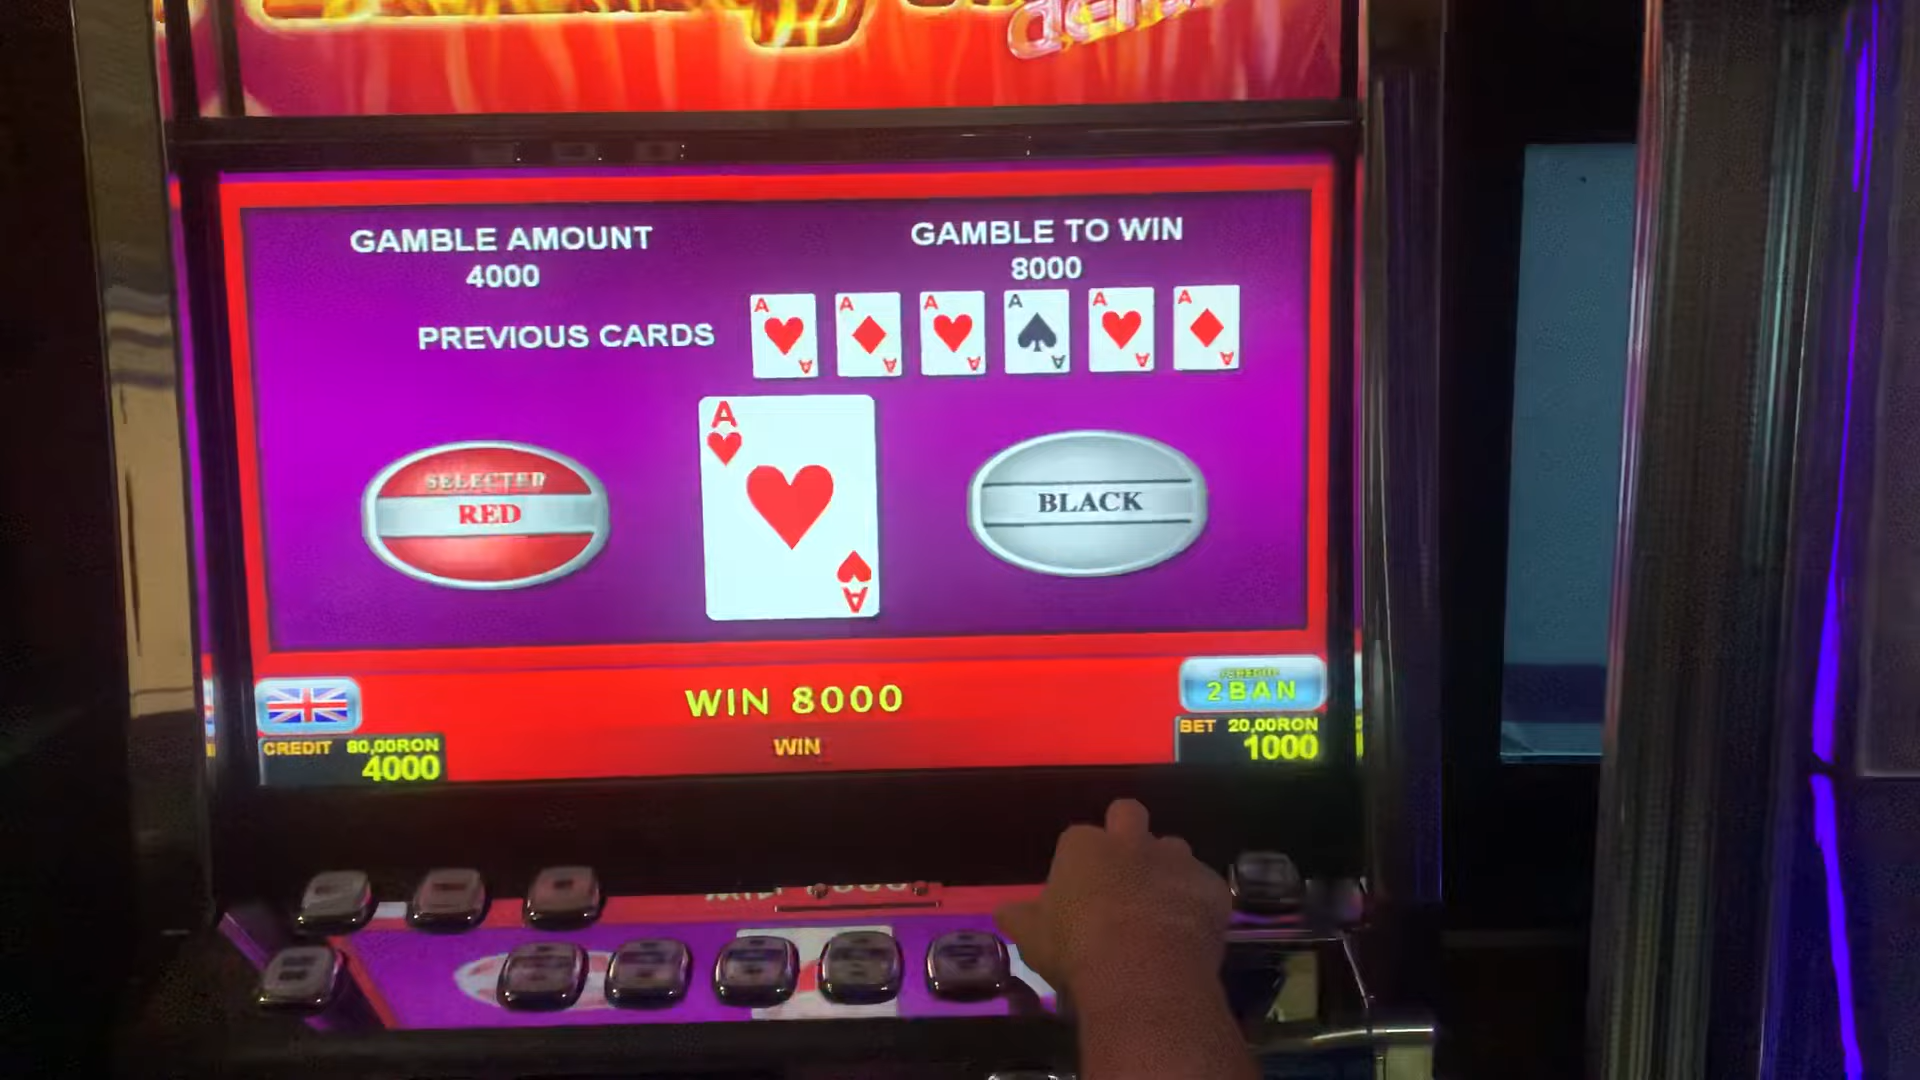 GAMBLE AMOUNT
4000
GAMBLE TO WIN
8000
PREVIOUS CARDS
A A
A A
A A
A A
A A
A A
SELECTED
RED
A
A
BLACK
WIN 8000
WIN
2 BAN
CREDIT 80,00RON
4000
BET 20,00RON
1000